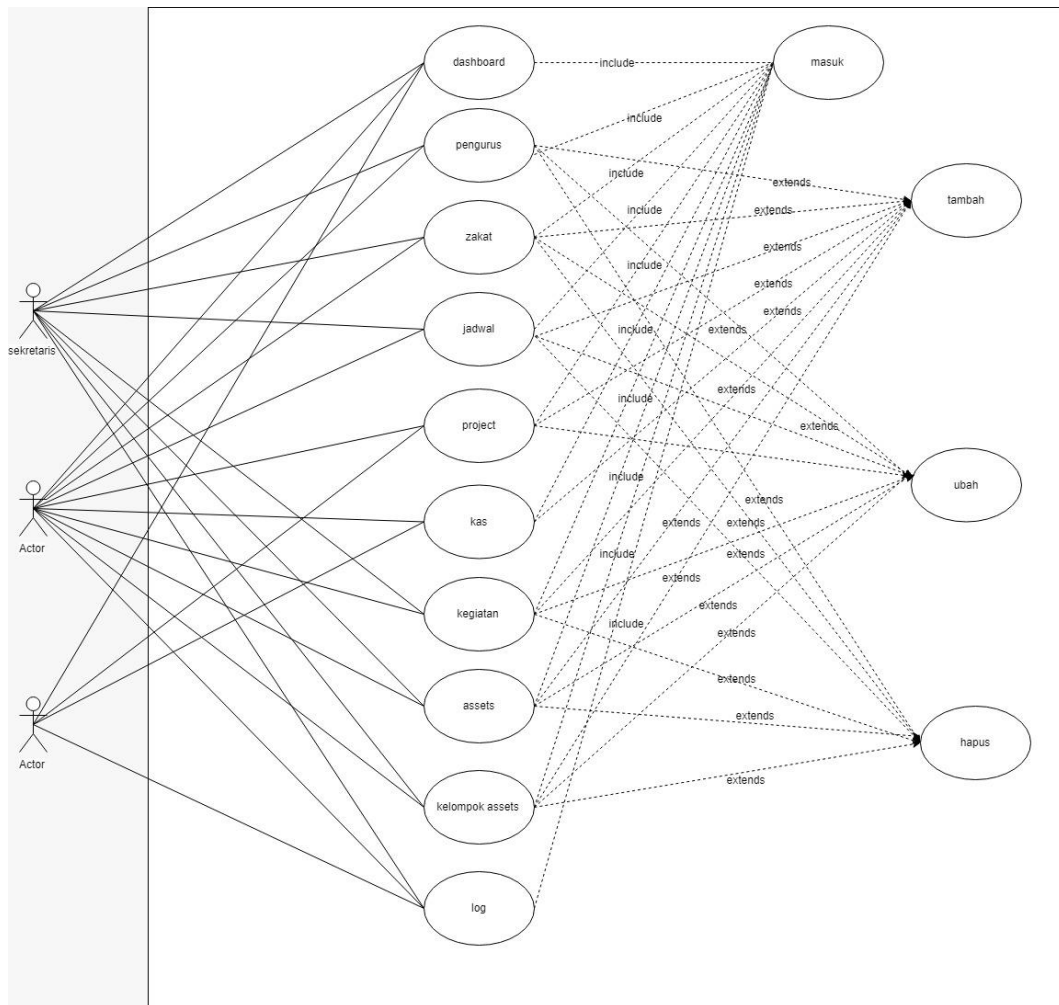 dashboard
include
masuk
include
pengurus
include
extends
tambah
include
extends
zakat
extends
include
extends
sekretaris
jadwal
include
extends
extends
include
project
extends
include
ubah
extends
kas
extends
extends
Actor
include
extends
extends
extends
kegiatan
include
extends
extends
assets
extends
hapus
Actor
extends
kelompok assets
log